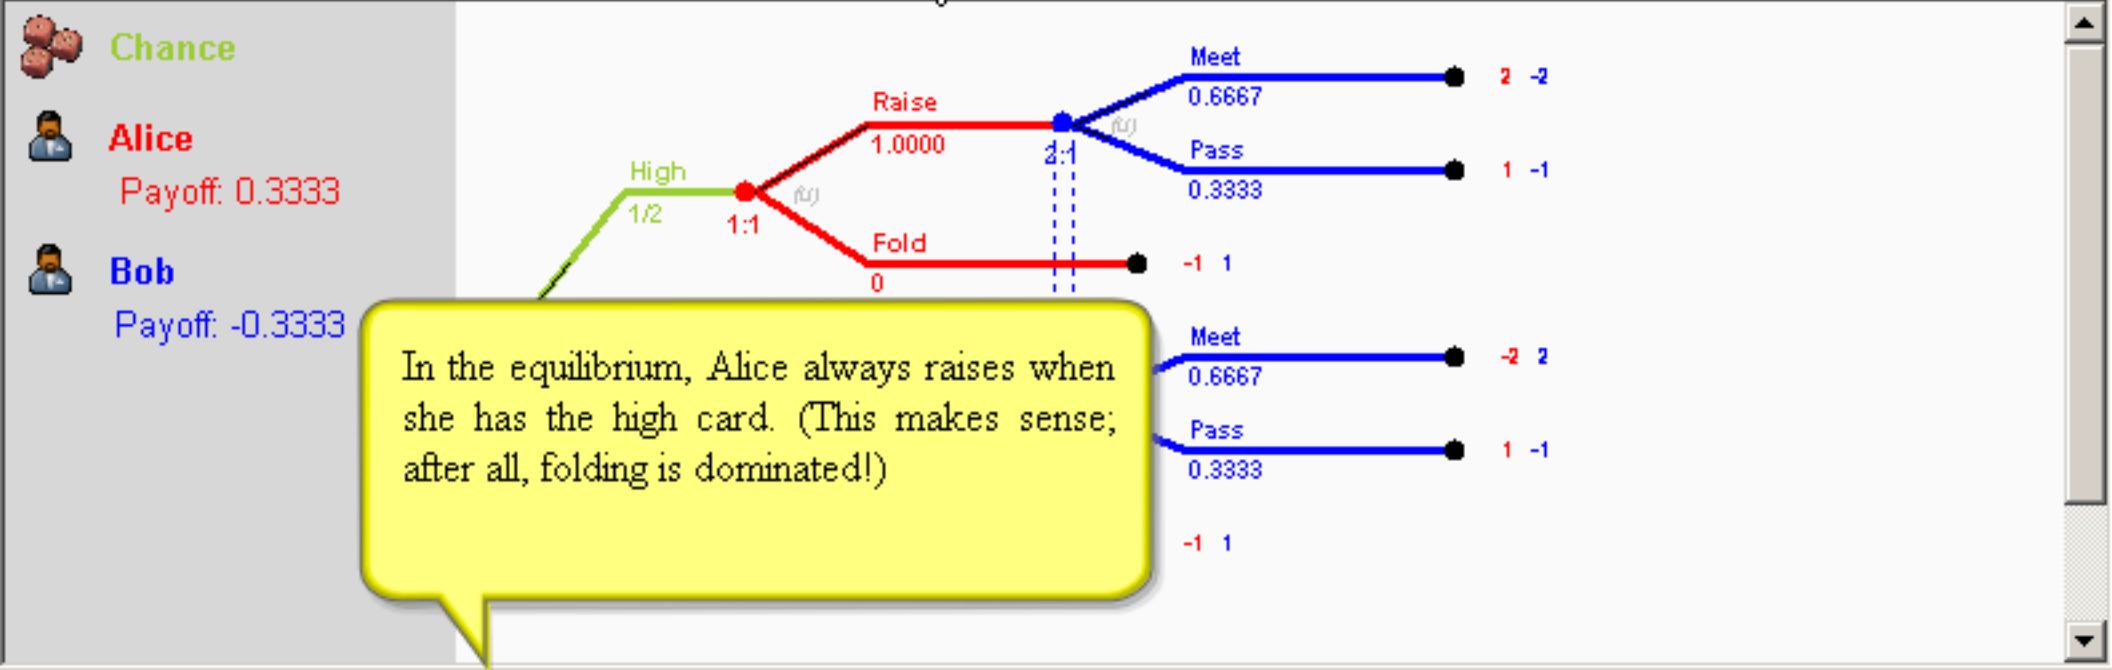 Chance
Alice
Payoff: 0.3333
Bob
Payoff: -0.3333
High
1/2
1:1
Raise
1.0000
Fold
0
-1 1
2:1
(f,l)
(f,l)
Meet
0.6667
2 -2
Pass
0.3333
1 -1
In the equilibrium, Alice always raises when
she has the high card. (This makes sense;
after all, folding is dominated!)
Meet
0.6667
-2 2
Pass
0.3333
1 -1
-1 1